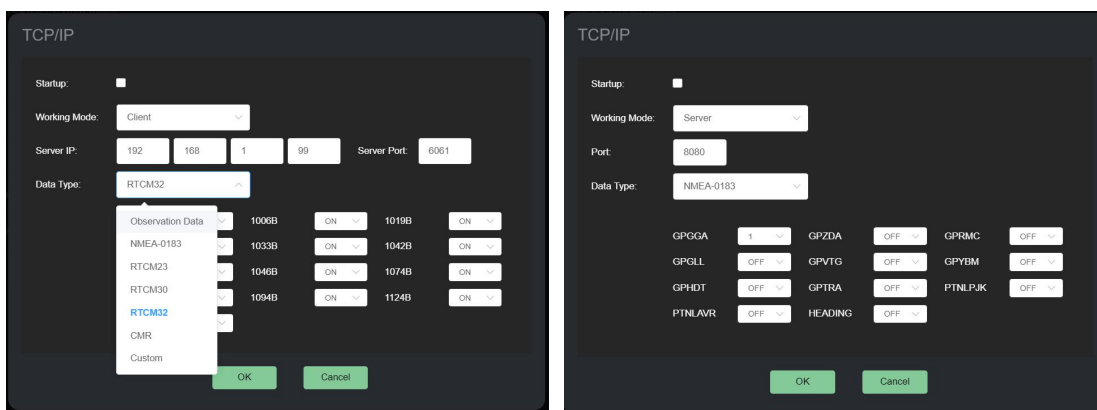 TCP/IP
Startup:
Working Mode: Client
Server IP: 192 168 1 99 Server Port: 6061
Data Type: RTCM32
Observation Data
NMEA-0183
RTCM23
RTCM30
RTCM32
CMR
Custom
1006B ON 1019B ON
1033B ON 1042B ON
1046B ON 1074B ON
1094B ON 1124B ON
OK Cancel
TCP/IP
Startup:
Working Mode: Server
Port: 8080
Data Type: NMEA-0183
GPGGA 1 GPZDA OFF GPRMC OFF
GPGLL OFF GPVTG OFF GPYBM OFF
GPHDT OFF GPTRA OFF PTNLPJK OFF
PTNLAVR OFF HEADING OFF
OK Cancel